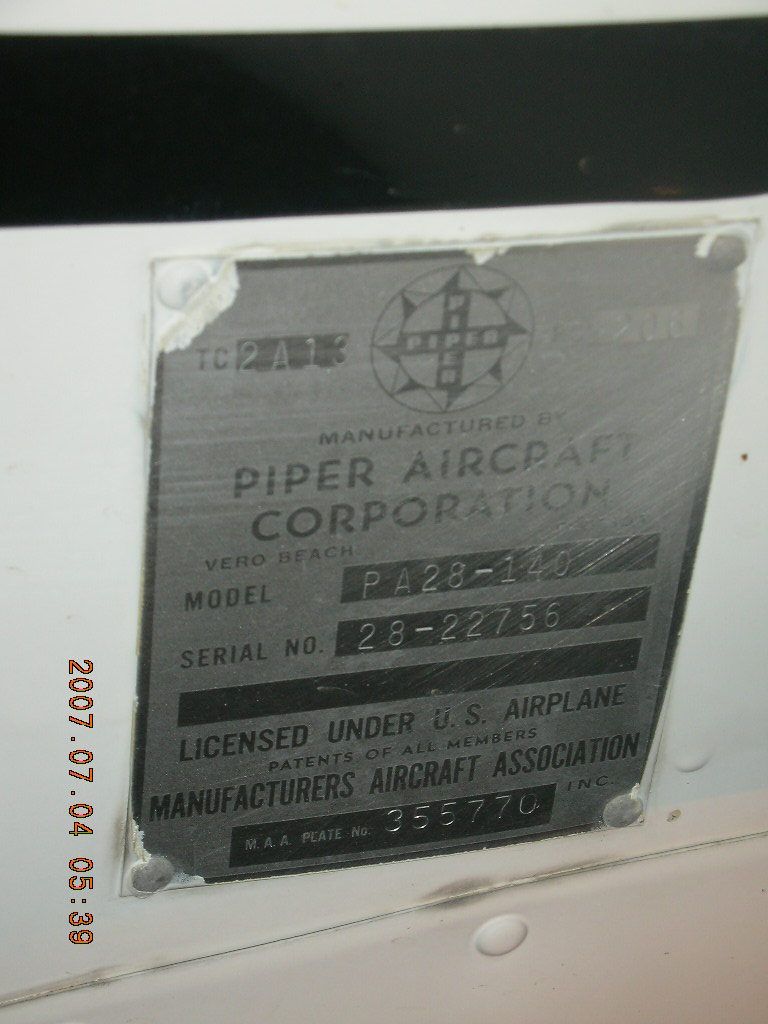 TC 2A13
PIPER
PIPER
MANUFACTURED BY
PIPER AIRCRAFT
CORPORATION
VERO BEACH
MODEL PA28-140
SERIAL NO. 28-22756
LICENSED UNDER U.S. AIRPLANE
PATENTS OF ALL MEMBERS
MANUFACTURERS AIRCRAFT ASSOCIATION
INC.
M.A.A. PLATE No. 355770
2007.07.04 05:39